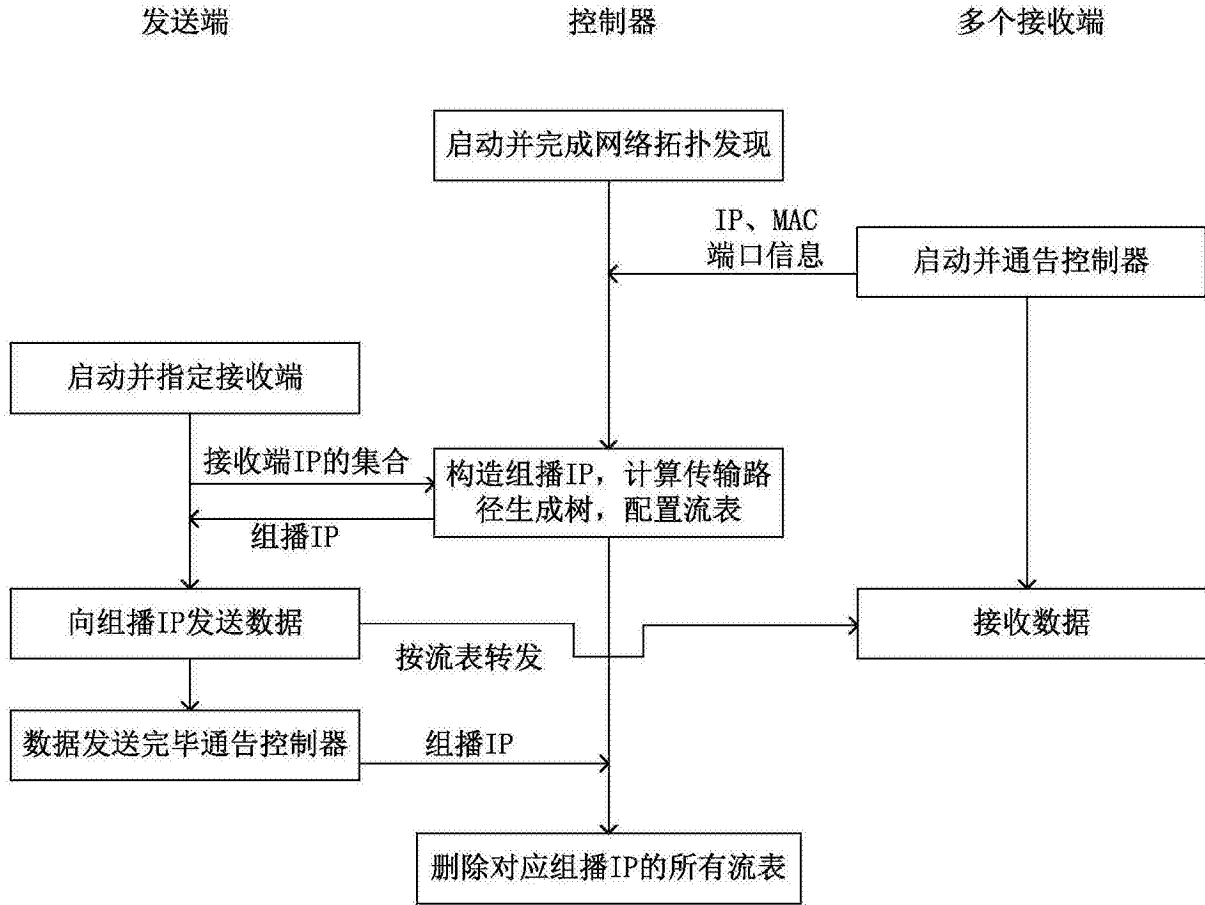 发送端
控制器
多个接收端
启动并完成网络拓扑发现
IP、MAC
端口信息
启动并通告控制器
启动并指定接收端
接收端IP的集合
构造组播IP，计算传输路
径生成树，配置流表
组播IP
向组播IP发送数据
按流表转发
接收数据
数据发送完毕通告控制器
组播IP
删除对应组播IP的所有流表